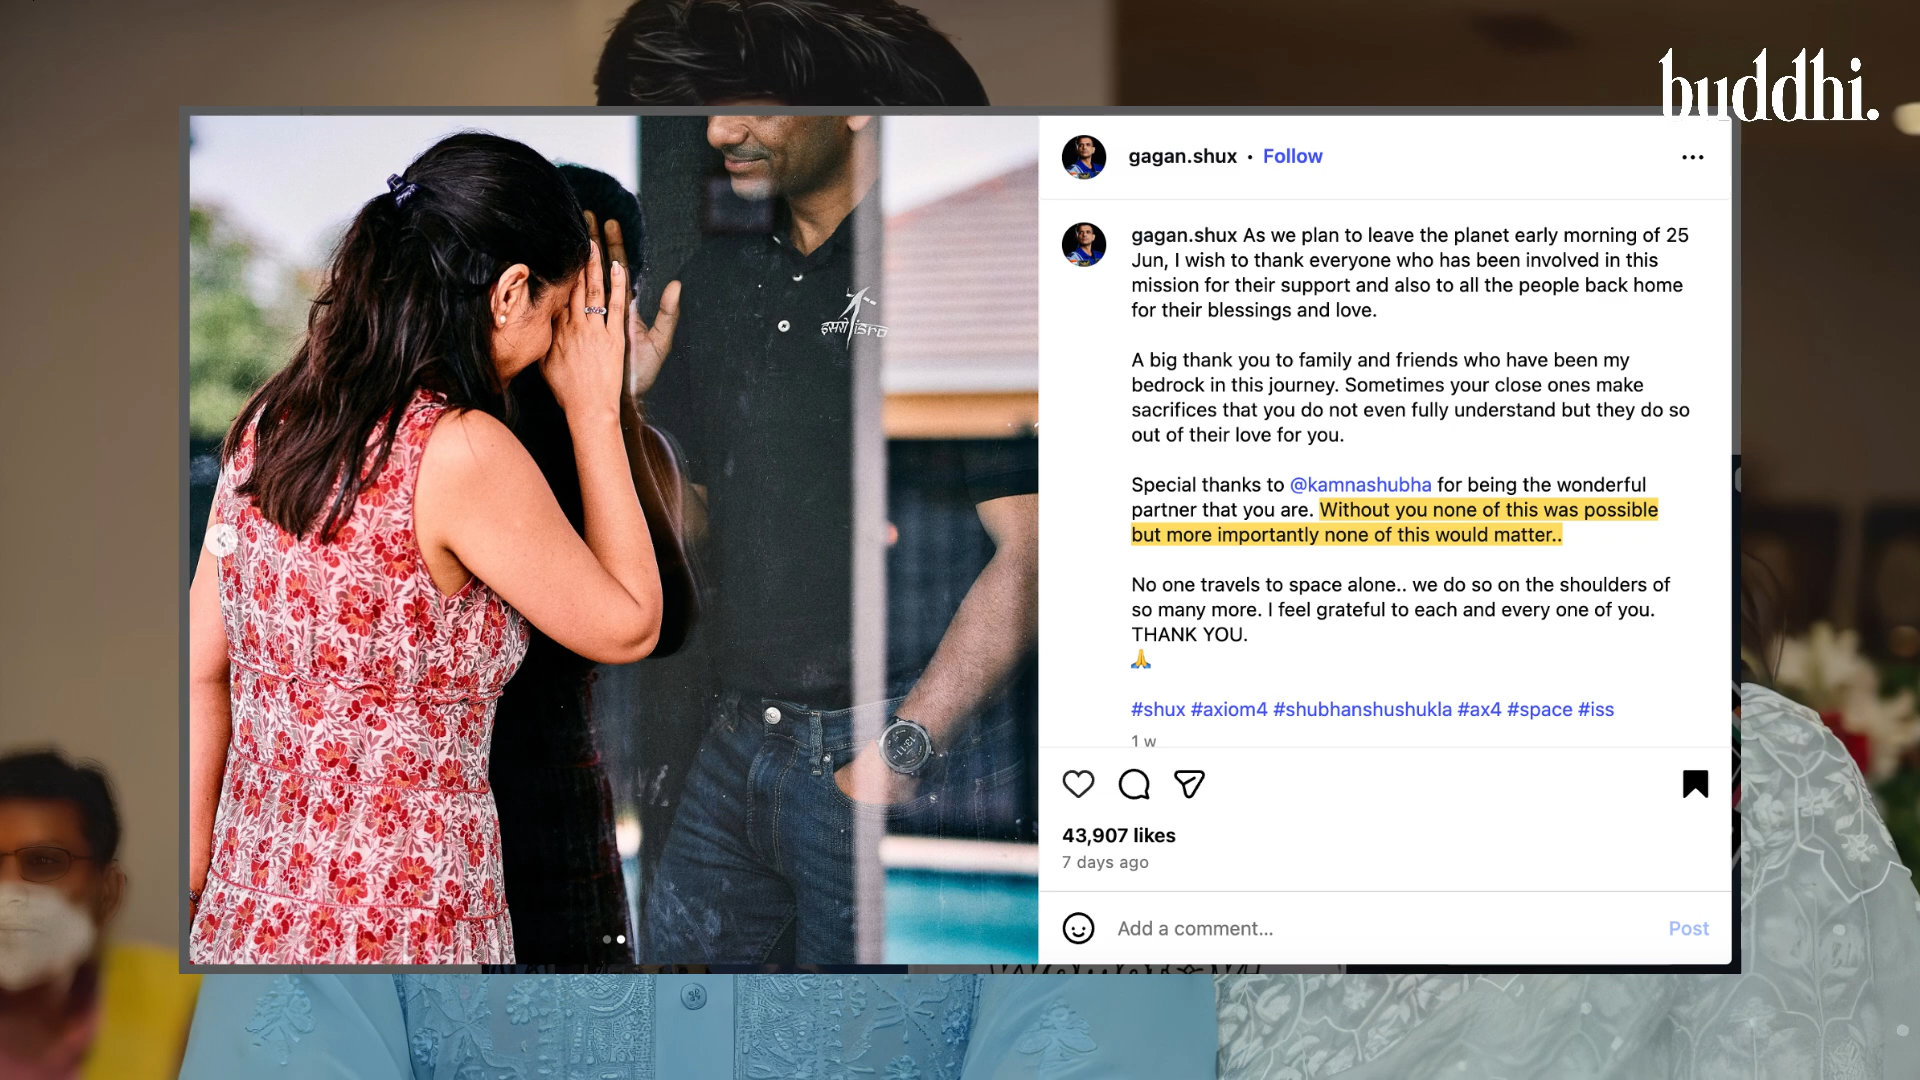 buddhi.
gagan.shux • Follow
gagan.shux As we plan to leave the planet early morning of 25
Jun, I wish to thank everyone who has been involved in this
mission for their support and also to all the people back home
for their blessings and love.
A big thank you to family and friends who have been my
bedrock in this journey. Sometimes your close ones make
sacrifices that you do not even fully understand but they do so
out of their love for you.
Special thanks to @kamnashubha for being the wonderful
partner that you are. Without you none of this was possible
but more importantly none of this would matter..
No one travels to space alone.. we do so on the shoulders of
so many more. I feel grateful to each and every one of you.
THANK YOU.
🙏
#shux #axiom4 #shubhanshushukla #ax4 #space #iss
1 w
43,907 likes
7 days ago
Add a comment...
Post
इसरो isro